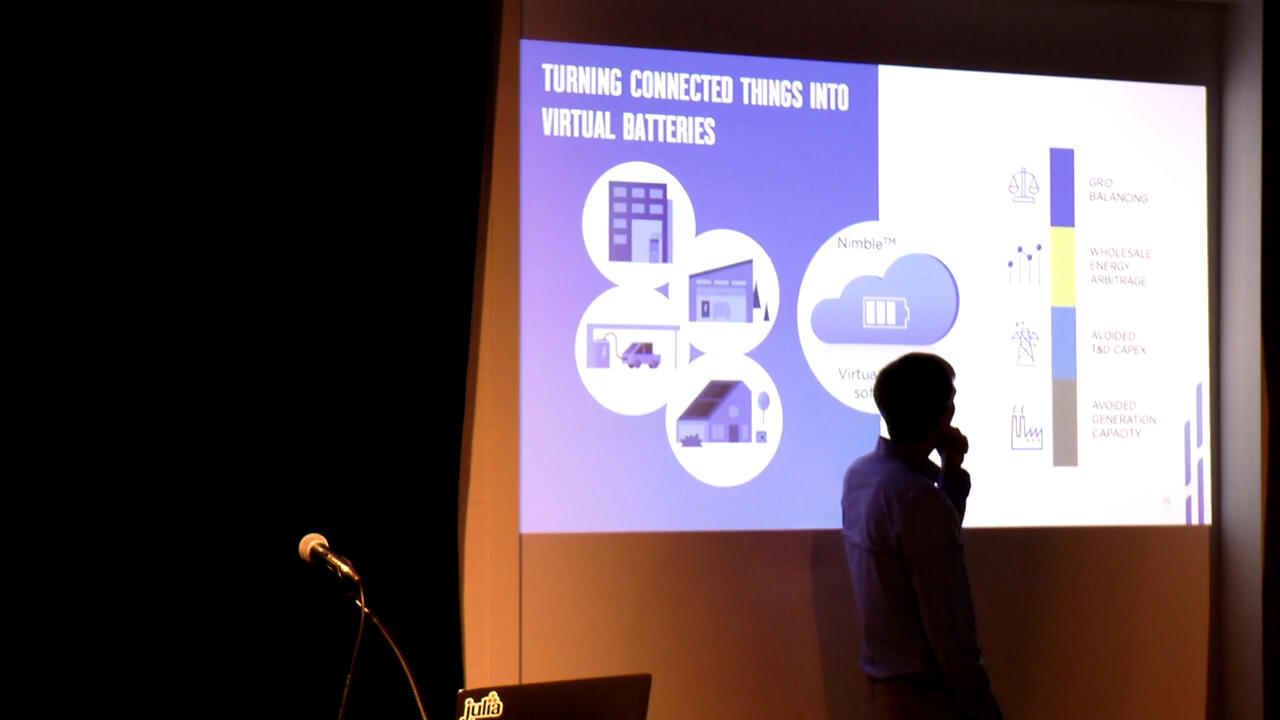 TURNING CONNECTED THINGS INTO
VIRTUAL BATTERIES
Nimble™
GRID
BALANCING
WHOLESALE
ENERGY
ARBITRAGE
AVOIDED
T&D CAPEX
AVOIDED
GENERATION
CAPACITY
julia